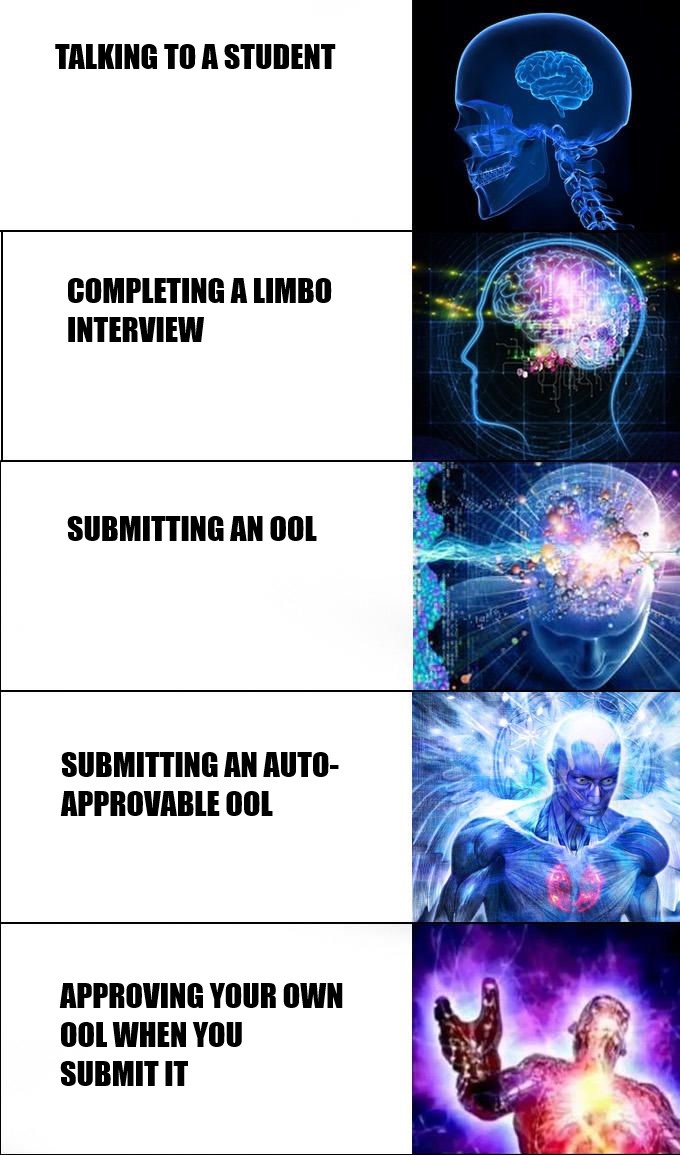 TALKING TO A STUDENT
COMPLETING A LIMBO
INTERVIEW
SUBMITTING AN OOL
SUBMITTING AN AUTO-
APPROVABLE OOL
APPROVING YOUR OWN
OOL WHEN YOU
SUBMIT IT